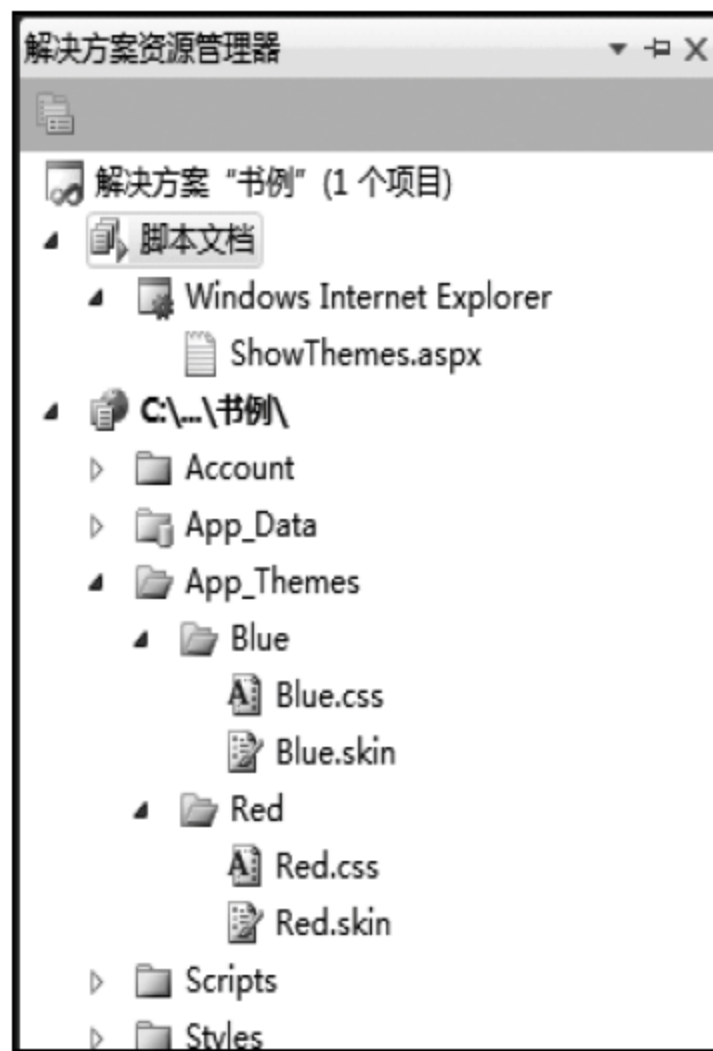 解决方案资源管理器
解决方案 “书例” (1 个项目)
脚本文档
Windows Internet Explorer
ShowThemes.aspx
C:\...\书例\
Account
App_Data
App_Themes
Blue
Blue.css
Blue.skin
Red
Red.css
Red.skin
Scripts
Styles